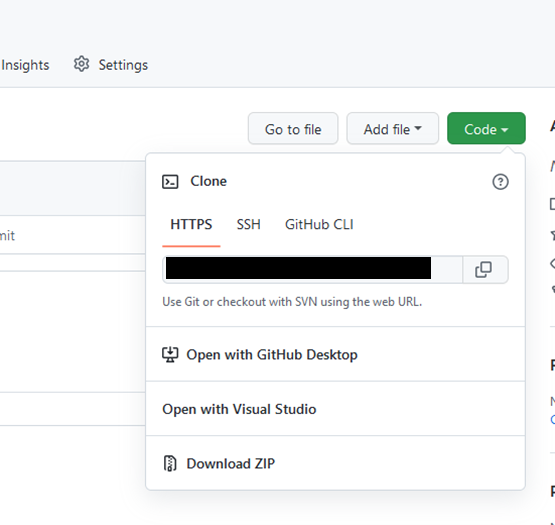 Insights
Settings
Go to file
Add file
Code
Clone
mit
HTTPS
SSH
GitHub CLI
Use Git or checkout with SVN using the web URL.
Open with GitHub Desktop
Open with Visual Studio
Download ZIP